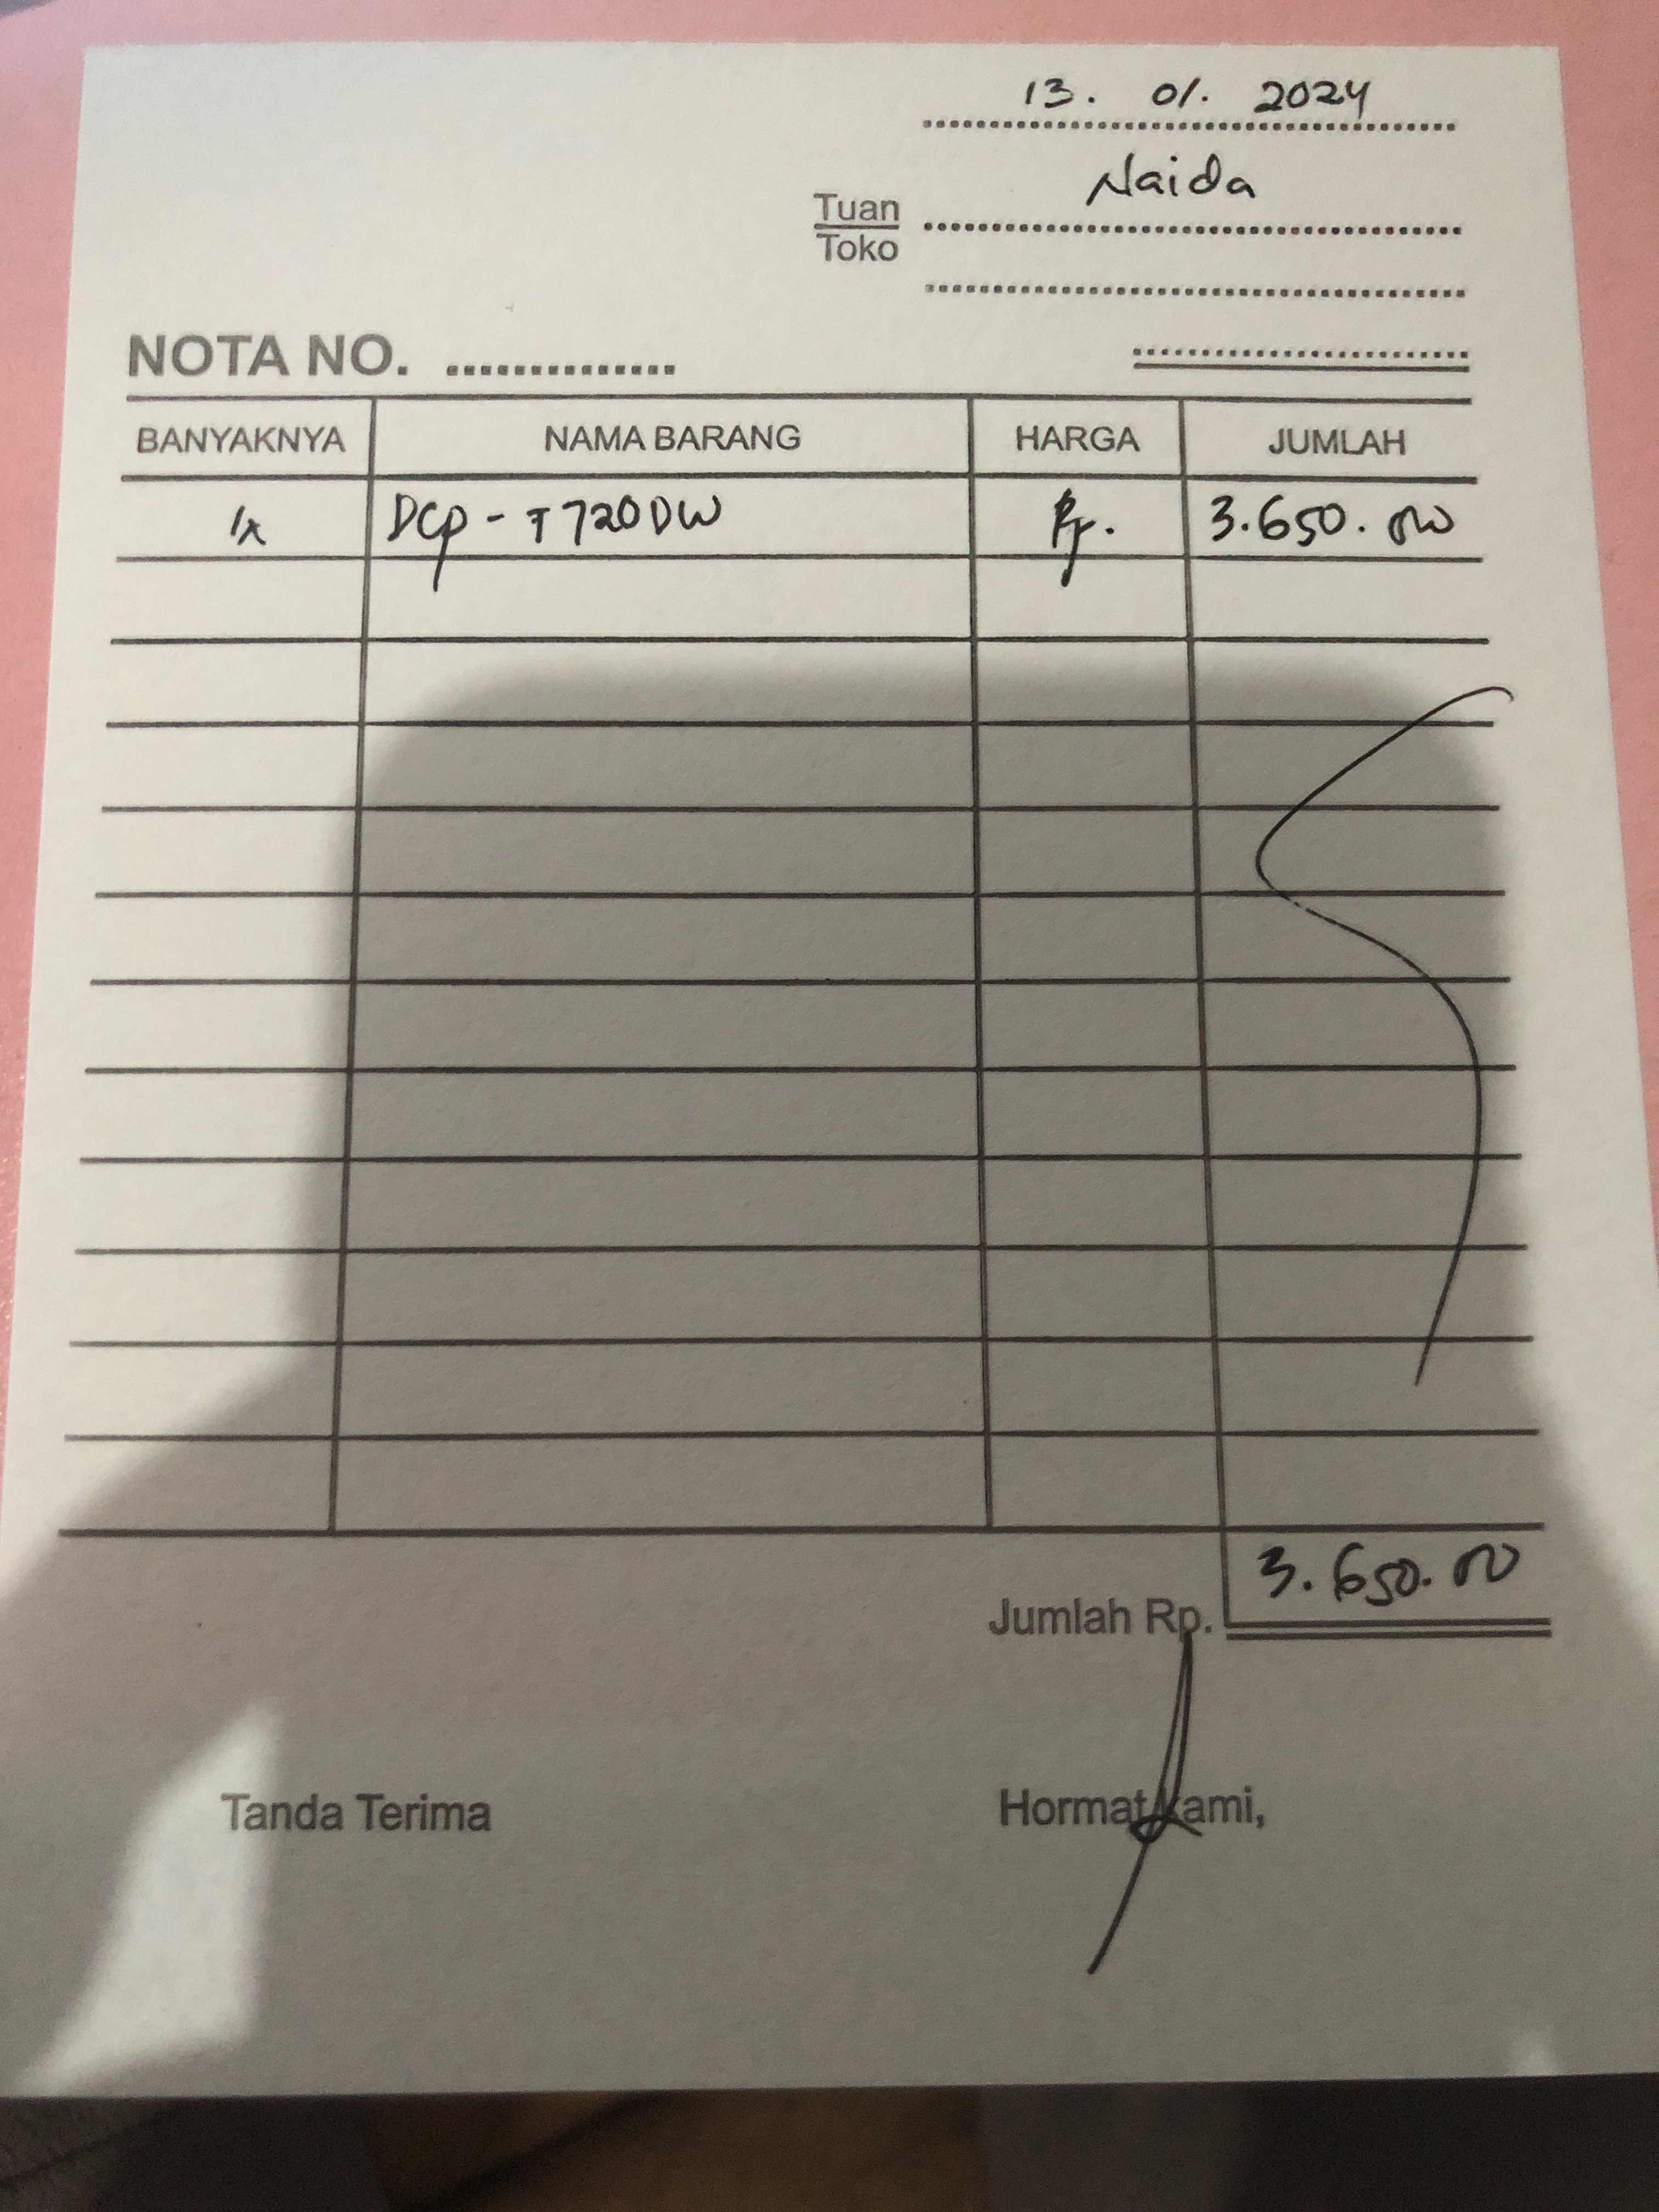 13. 01. 2024
Naida
Tuan
Toko
NOTA NO. ..............
BANYAKNYA NAMA BARANG HARGA JUMLAH
1x DCP - T720DW Rp. 3.650.000
Jumlah Rp. 3.650.000
Tanda Terima Hormat kami,